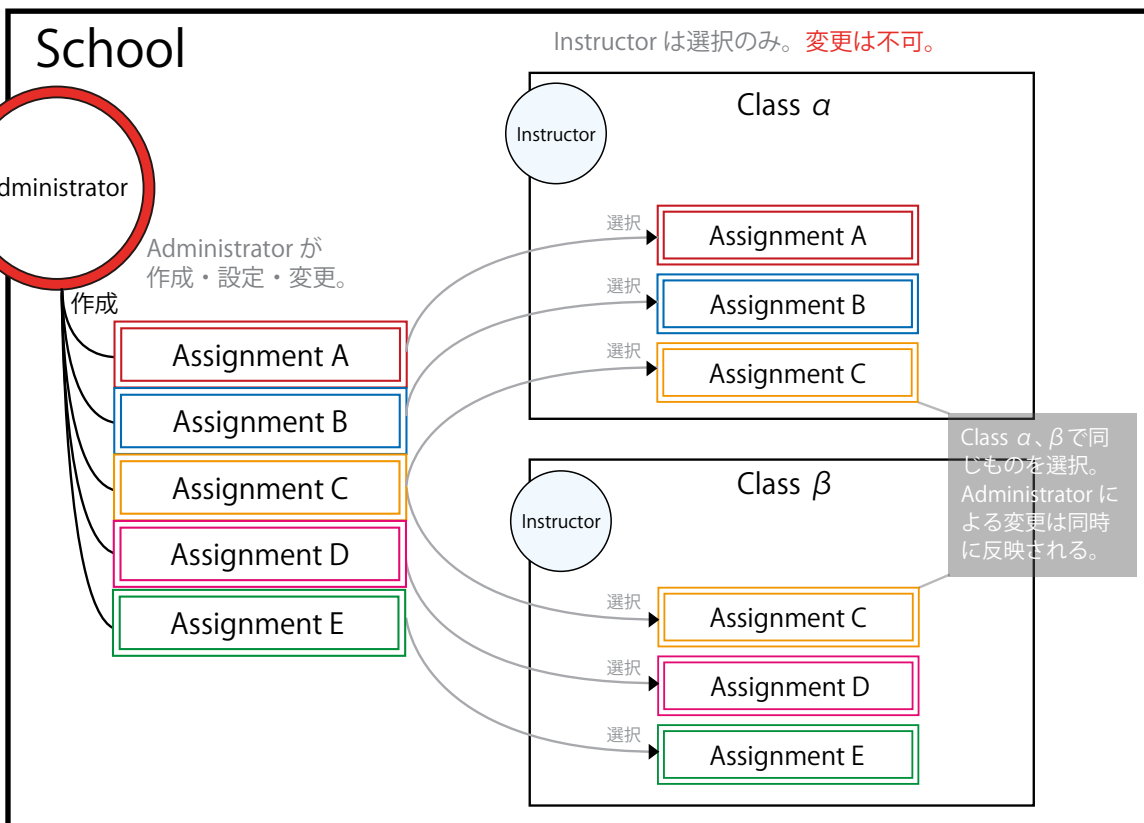 School
Instructor は選択のみ。変更は不可。
dministrator
Administrator が
作成・設定・変更。
作成
Assignment A
Assignment B
Assignment C
Assignment D
Assignment E
Instructor
Class α
選択
Assignment A
選択
Assignment B
選択
Assignment C
Class α、βで同
じものを選択。
Administrator に
よる変更は同時
に反映される。
Instructor
Class β
選択
Assignment C
選択
Assignment D
選択
Assignment E